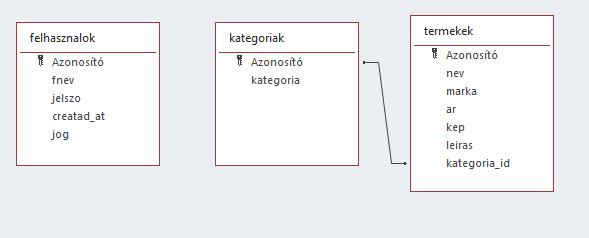 felhasznalok
Azonosító
fnev
jelszo
creatad_at
jog
kategoriak
Azonosító
kategoria
termekek
Azonosító
nev
marka
ar
kep
leiras
kategoria_id